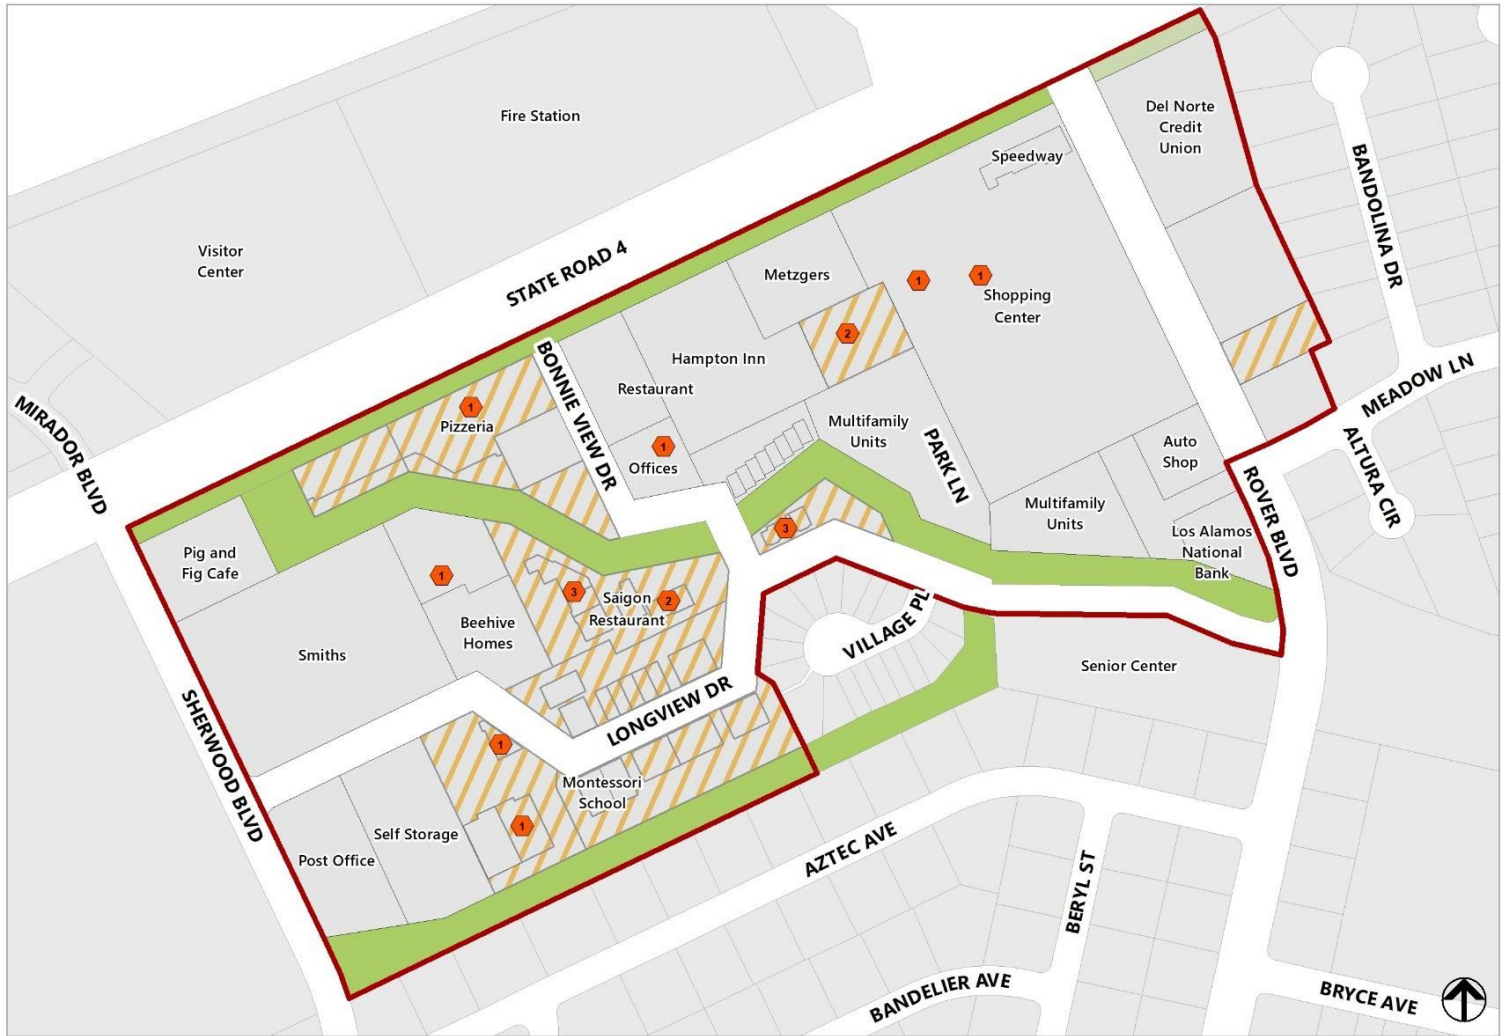 Fire Station
Del Norte
Credit
Union
Speedway
BANDOLINA DR
Visitor
Center
STATE ROAD 4
Metzgers
1
1
Shopping
Center
2
BONNIE VIEW DR
Hampton Inn
Restaurant
MEADOW LN
MIRADOR BLVD
1
Pizzeria
Multifamily
Units
PARK LN
1
Offices
Auto
Shop
ALTURA CIR
Multifamily
Units
ROVER BLVD
3
Los Alamos
National
Bank
Pig and
Fig Cafe
1
3
Saigon
Restaurant
2
Beehive
Homes
VILLAGE PL
Smiths
Senior Center
SHERWOOD BLVD
LONGVIEW DR
1
Montessori
School
1
Self Storage
Post Office
AZTEC AVE
BERYL ST
BANDELIER AVE
BRYCE AVE